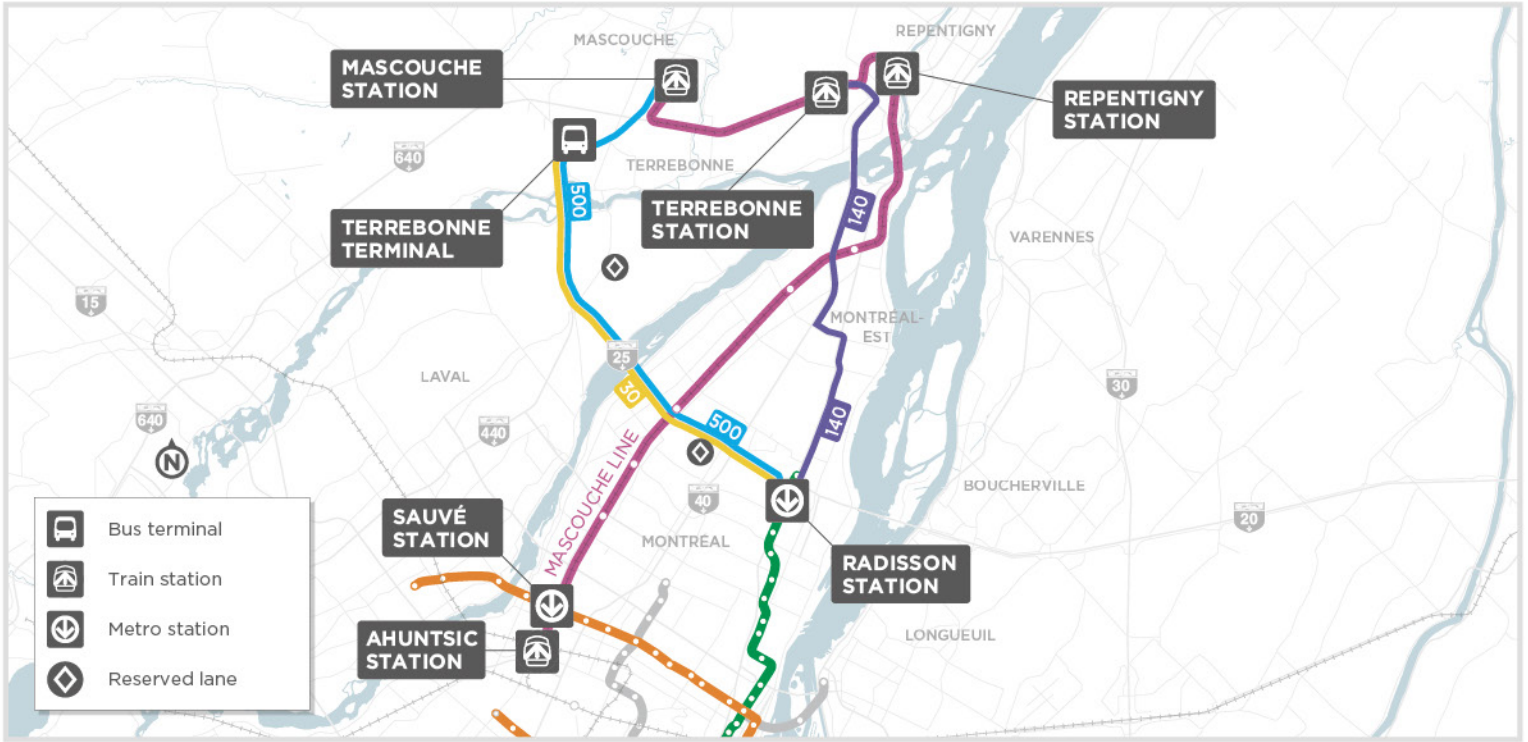 MASCOUCHE
REPENTIGNY
MASCOUCHE
STATION
REPENTIGNY
STATION
640
TERREBONNE
500
TERREBONNE
STATION
140
TERREBONNE
TERMINAL
VARENNES
15
MONTRÉAL-
EST
25
LAVAL
30
30
640
440
500
140
N
MASCOUCHE LINE
BOUCHERVILLE
40
20
SAUVÉ
STATION
MONTRÉAL
RADISSON
STATION
AHUNTSIC
STATION
LONGUEUIL
Bus terminal
Train station
Metro station
Reserved lane